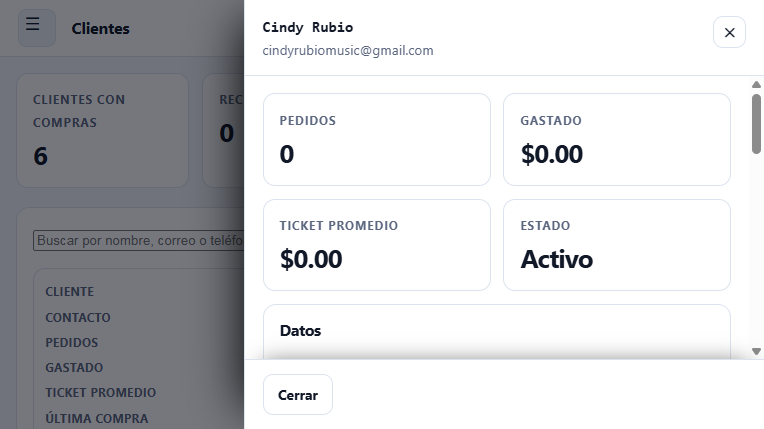 ☰
Clientes
CLIENTES CON
COMPRAS
6
REC
0
Buscar por nombre, correo o teléfo
CLIENTE
CONTACTO
PEDIDOS
GASTADO
TICKET PROMEDIO
ÚLTIMA COMPRA
Cindy Rubio
cindyrubiomusic@gmail.com
×
PEDIDOS
0
GASTADO
$0.00
TICKET PROMEDIO
$0.00
ESTADO
Activo
Datos
Cerrar